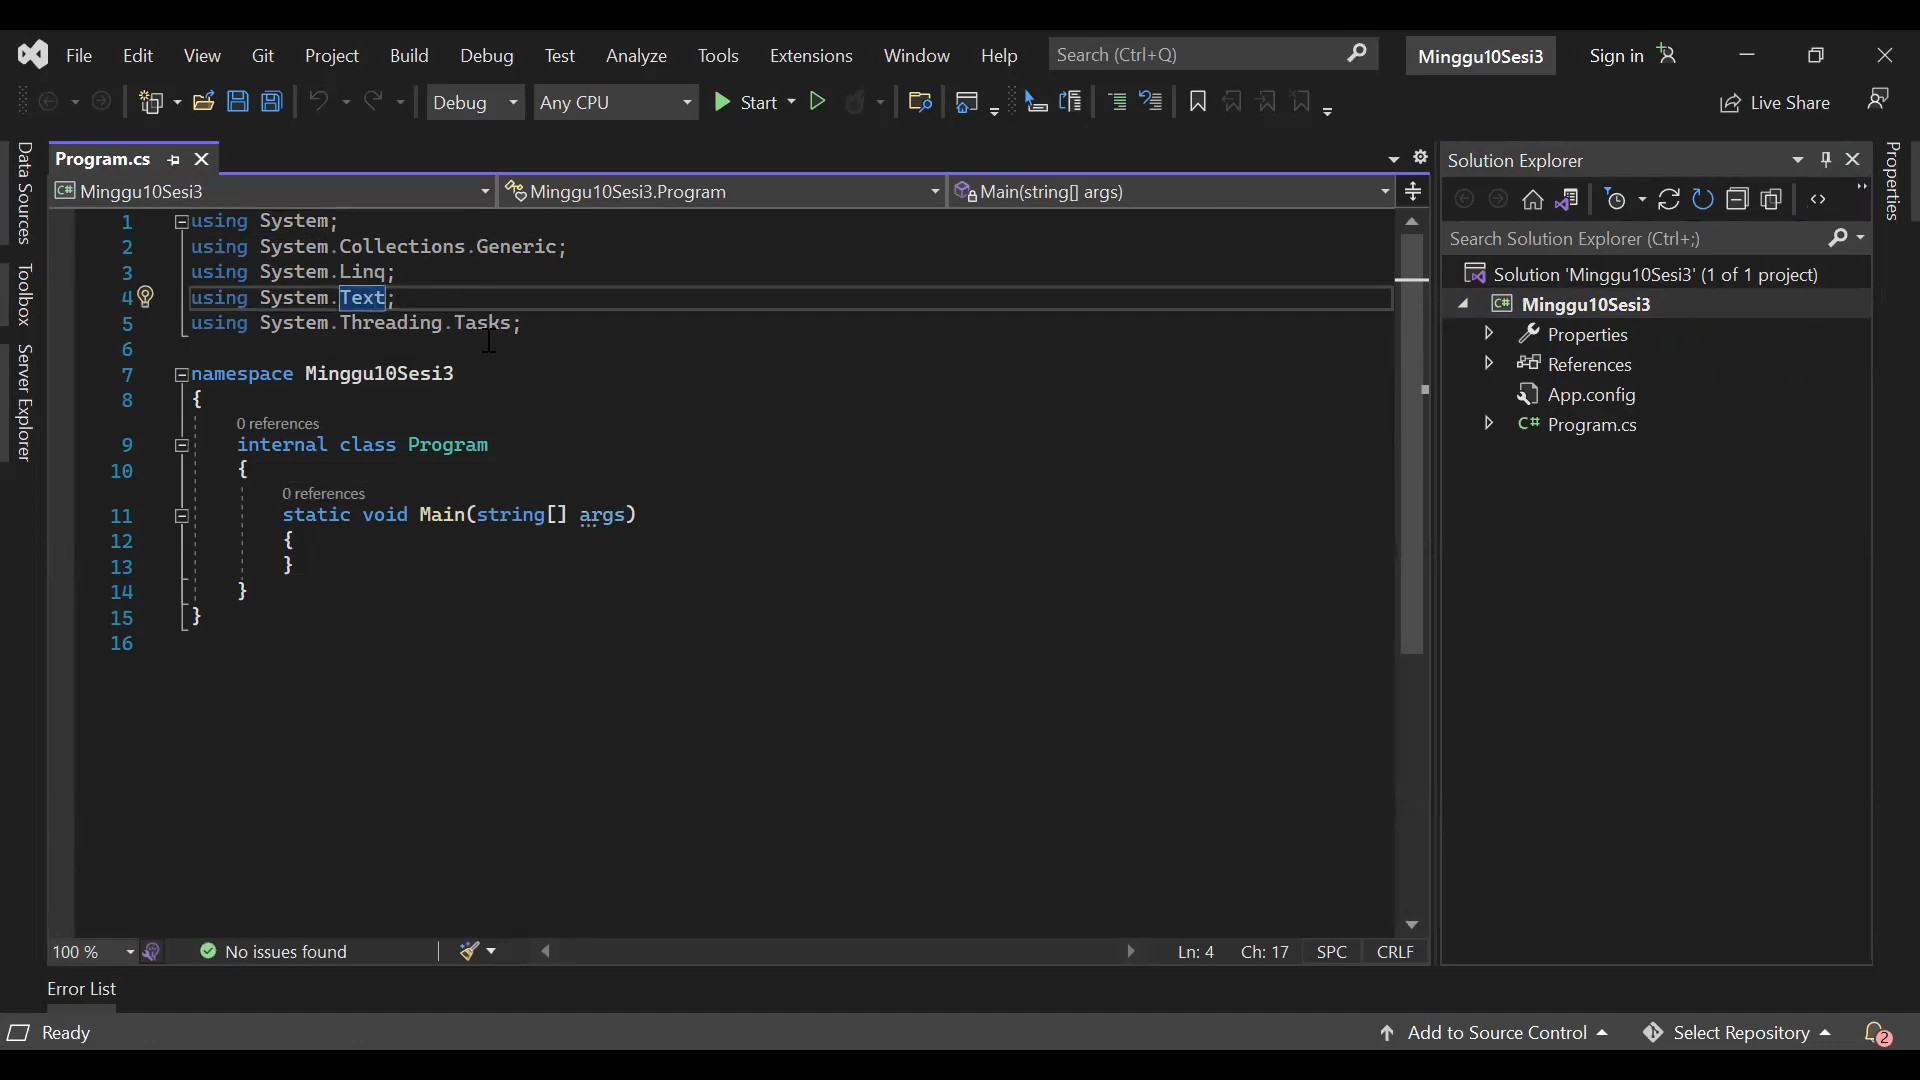 File Edit View Git Project Build Debug Test Analyze Tools Extensions Window Help Search (Ctrl+Q) Minggu10Sesi3 Sign in
Debug Any CPU Start Live Share
Program.cs
Minggu10Sesi3 Minggu10Sesi3.Program Main(string[] args)
1 using System;
2 using System.Collections.Generic;
3 using System.Linq;
4 using System.Text;
5 using System.Threading.Tasks;
6
7 namespace Minggu10Sesi3
8 {
0 references
9 internal class Program
10 {
0 references
11 static void Main(string[] args)
12 {
13 }
14 }
15 }
16
100 % No issues found Ln: 4 Ch: 17 SPC CRLF
Data Sources
Toolbox
Server Explorer
Solution Explorer
Search Solution Explorer (Ctrl+;)
Solution 'Minggu10Sesi3' (1 of 1 project)
C# Minggu10Sesi3
Properties
References
App.config
C# Program.cs
Properties
Error List
Ready Add to Source Control Select Repository 2